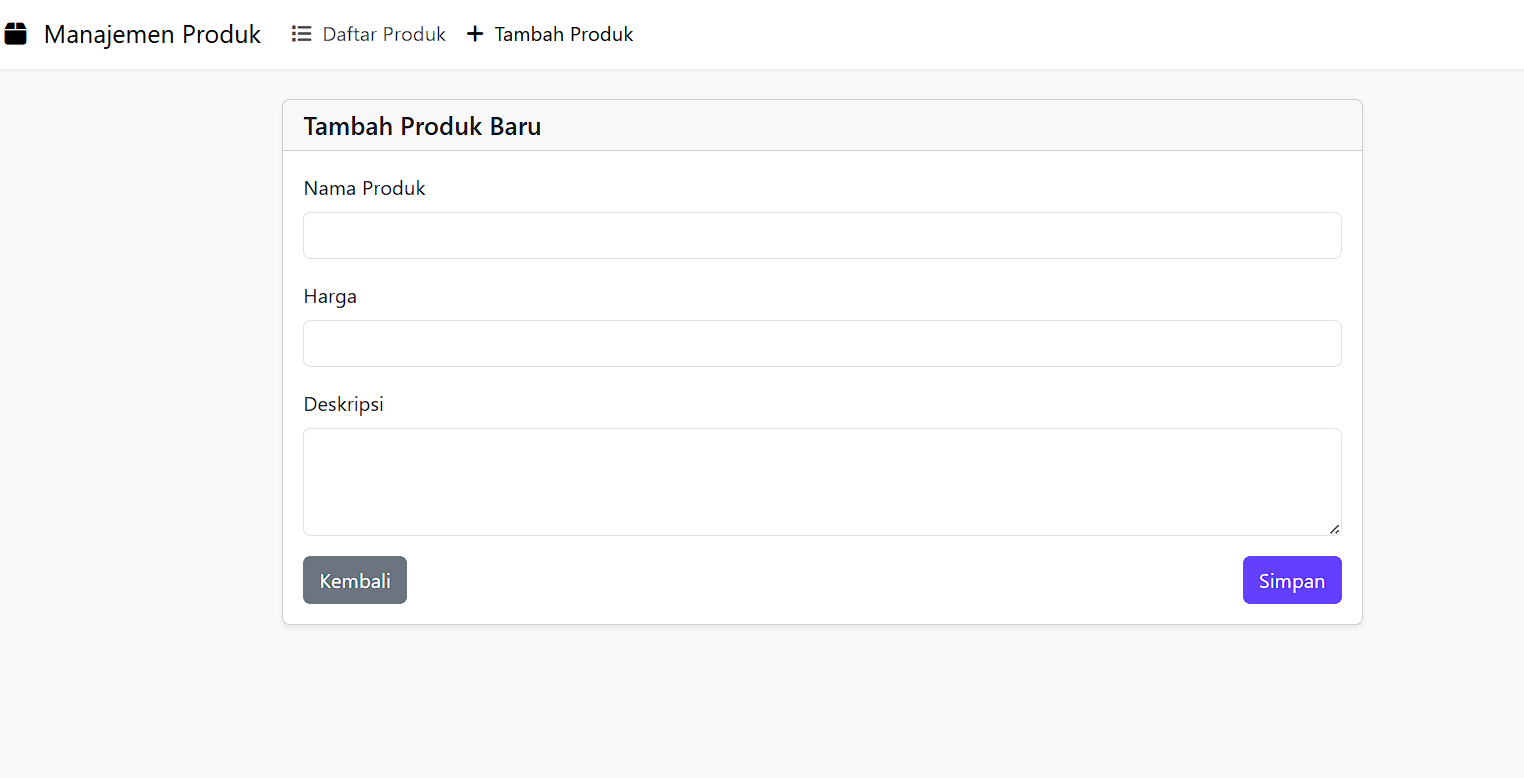 Manajemen Produk Daftar Produk Tambah Produk
Tambah Produk Baru
Nama Produk
Harga
Deskripsi
Kembali Simpan